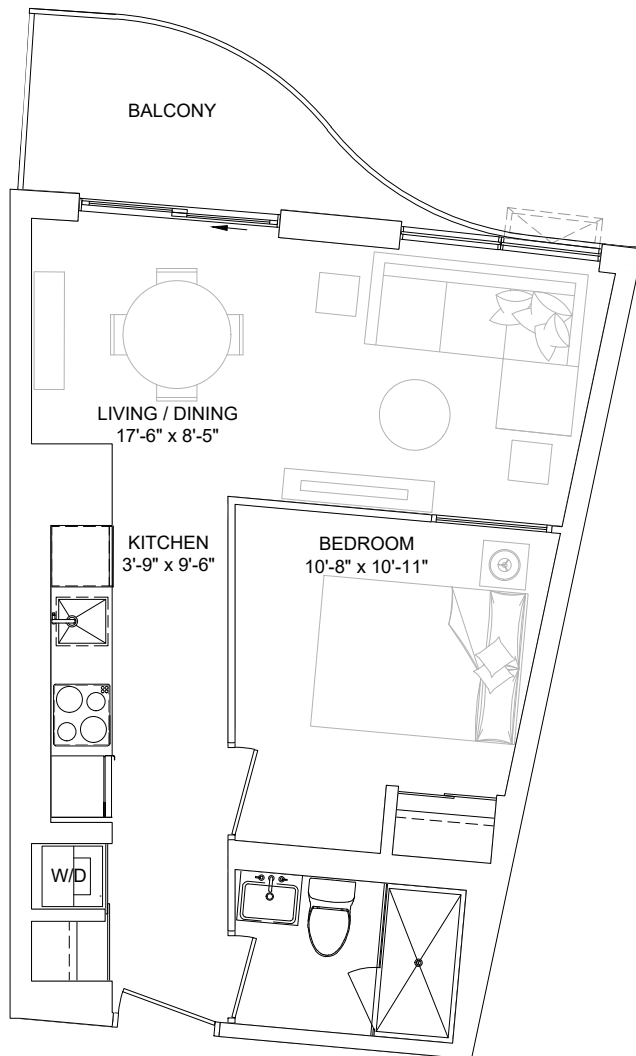 BALCONY
LIVING / DINING
17'-6" x 8'-5"
KITCHEN
3'-9" x 9'-6"
BEDROOM
10'-8" x 10'-11"
W/D